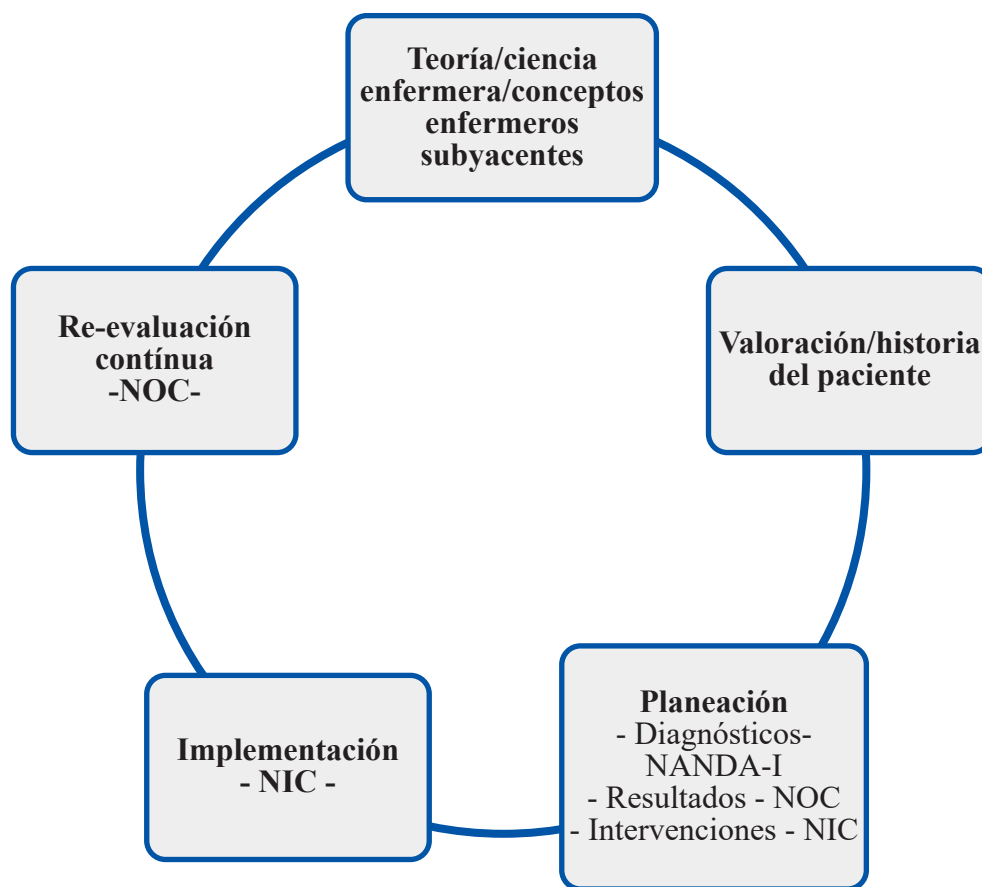 Teoría/ciencia
enfermera/conceptos
enfermeros
subyacentes
Re-evaluación
contínua
-NOC-
Valoración/historia
del paciente
Implementación
- NIC -
Planeación
- Diagnósticos-
NANDA-I
- Resultados - NOC
- Intervenciones - NIC